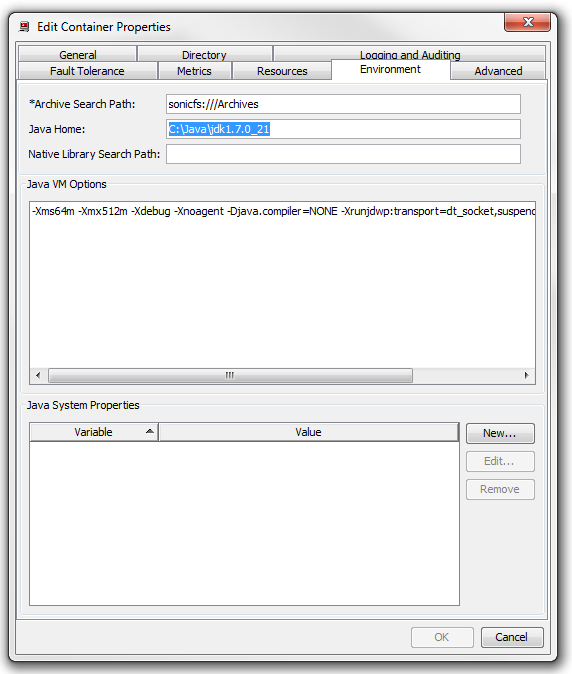 Edit Container Properties
General
Directory
Logging and Auditing
Fault Tolerance
Metrics
Resources
Environment
Advanced
*Archive Search Path:
sonicfs:///Archives
Java Home:
C:\Java\jdk1.7.0_21
Native Library Search Path:
Java VM Options
-Xms64m -Xmx512m -Xdebug -Xnoagent -Djava.compiler=NONE -Xrunjdwp:transport=dt_socket,suspend
Java System Properties
Variable
Value
New...
Edit...
Remove
OK
Cancel